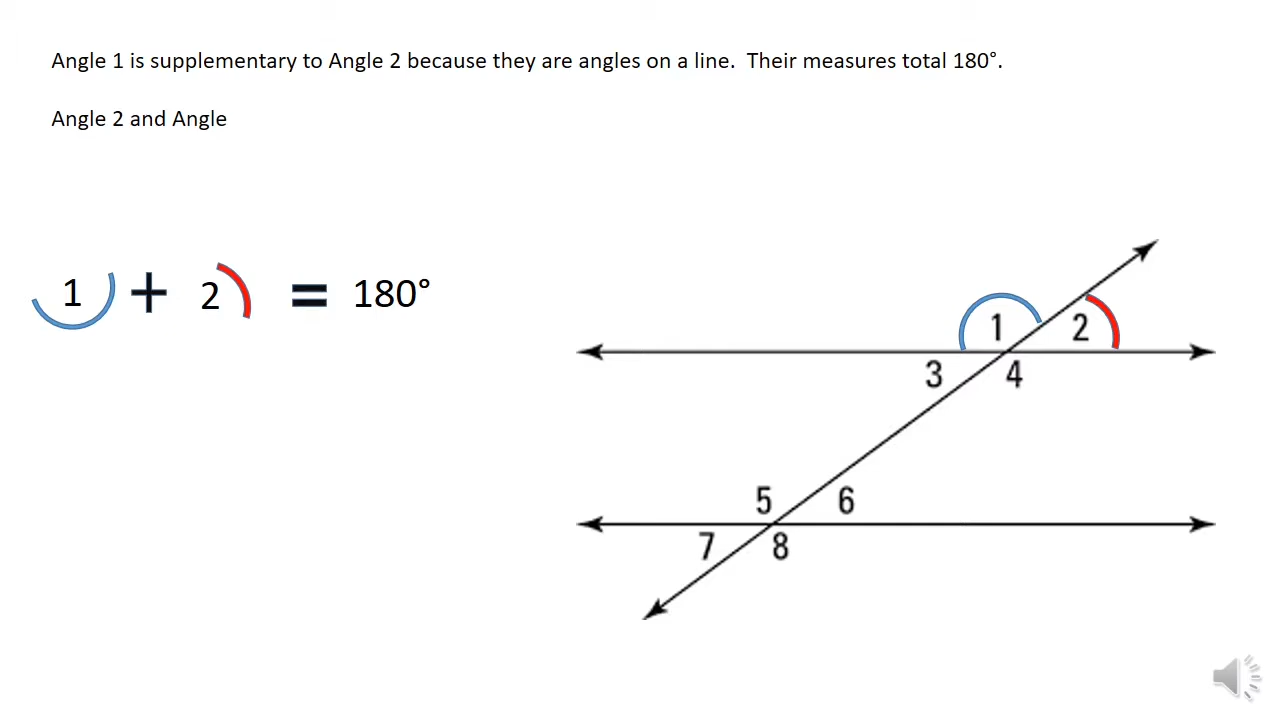 Angle 1 is supplementary to Angle 2 because they are angles on a line.  Their measures total 180°.
Angle 2 and Angle
1 + 2 = 180°
1 2
3 4
5 6
7 8